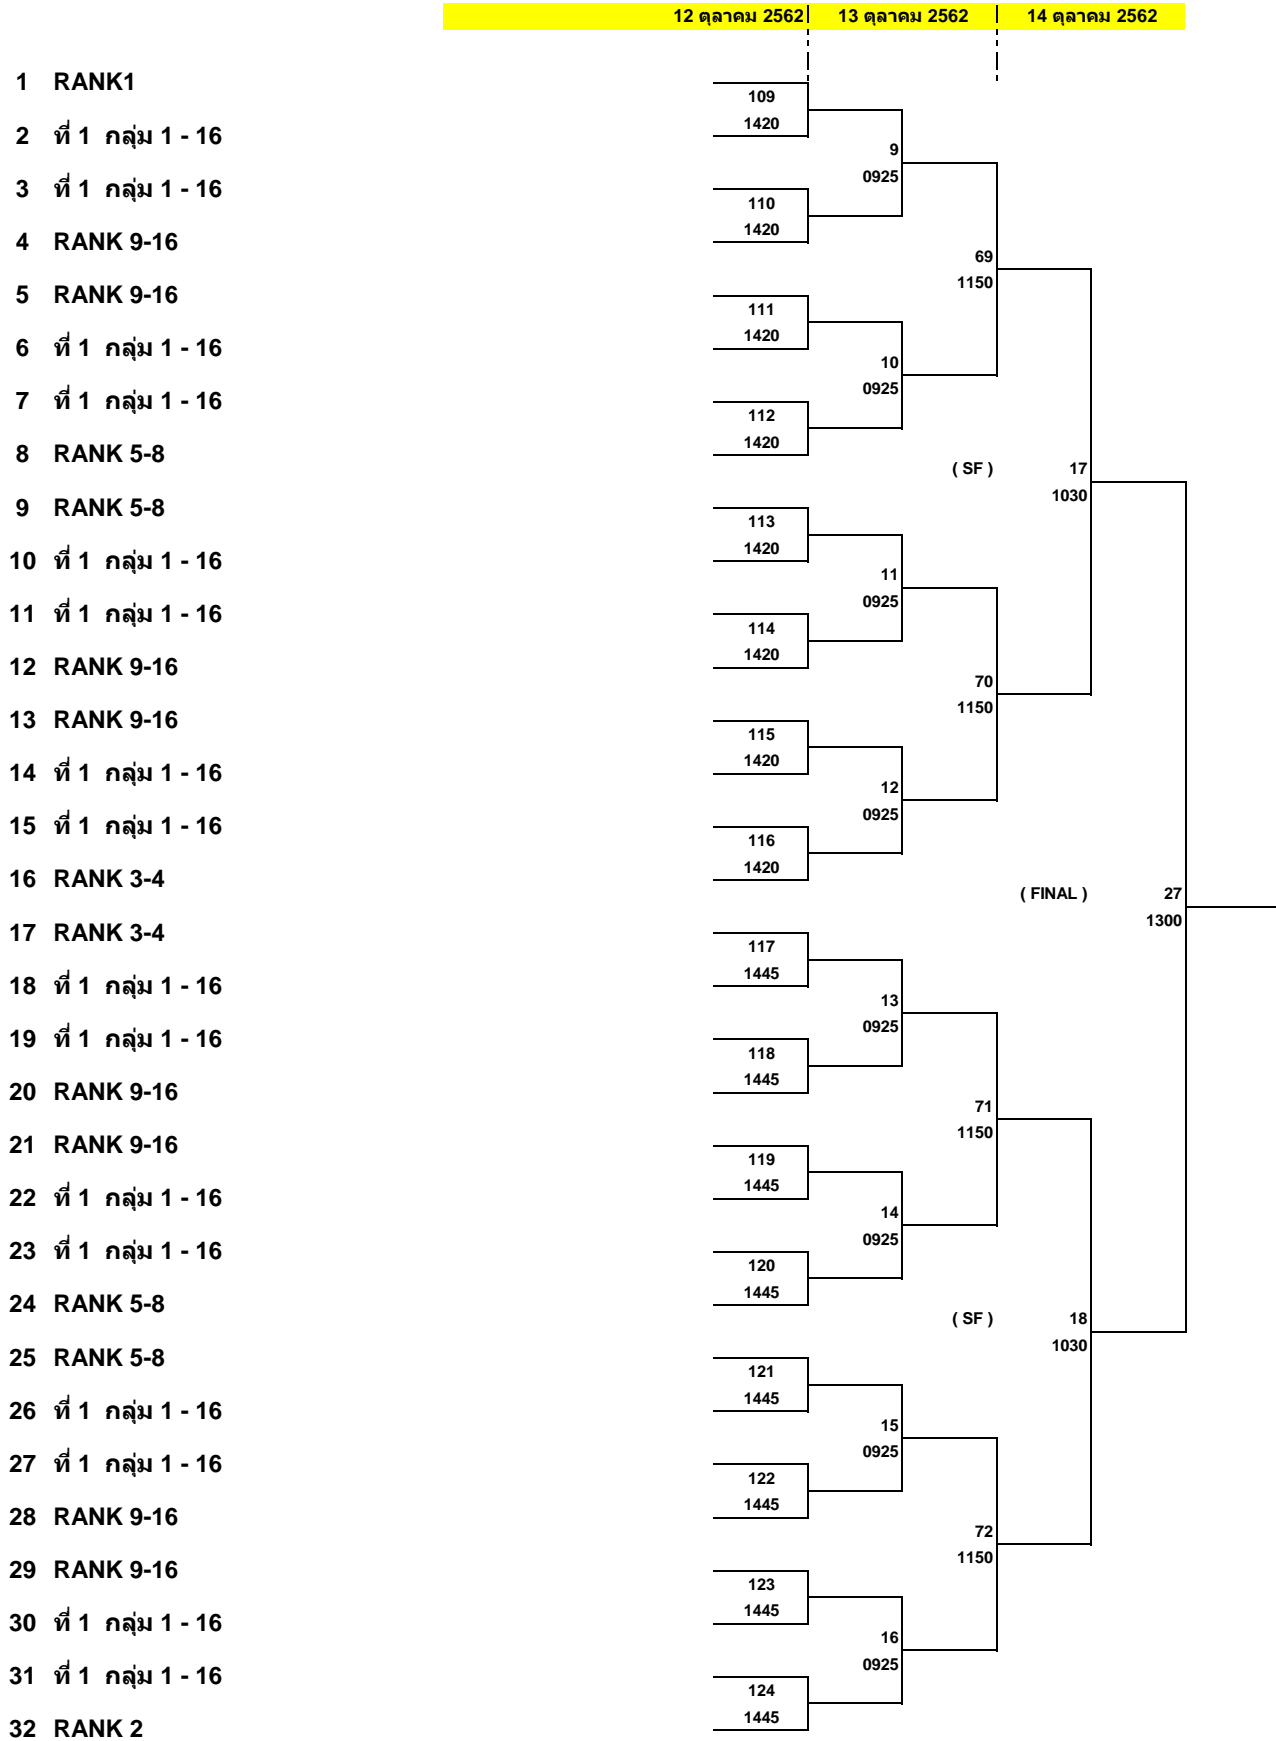 12 ตุลาคม 2562 13 ตุลาคม 2562 14 ตุลาคม 2562
1 RANK1
109
2 ที่ 1 กลุ่ม 1 - 16
1420
9
0925
3 ที่ 1 กลุ่ม 1 - 16
110
4 RANK 9-16
1420
69
1150
5 RANK 9-16
111
6 ที่ 1 กลุ่ม 1 - 16
1420
10
0925
7 ที่ 1 กลุ่ม 1 - 16
112
8 RANK 5-8
1420
( SF ) 17
1030
9 RANK 5-8
113
10 ที่ 1 กลุ่ม 1 - 16
1420
11
0925
11 ที่ 1 กลุ่ม 1 - 16
114
12 RANK 9-16
1420
70
1150
13 RANK 9-16
115
14 ที่ 1 กลุ่ม 1 - 16
1420
12
0925
15 ที่ 1 กลุ่ม 1 - 16
116
16 RANK 3-4
1420
( FINAL ) 27
1300
17 RANK 3-4
117
18 ที่ 1 กลุ่ม 1 - 16
1445
13
0925
19 ที่ 1 กลุ่ม 1 - 16
118
20 RANK 9-16
1445
71
1150
21 RANK 9-16
119
22 ที่ 1 กลุ่ม 1 - 16
1445
14
0925
23 ที่ 1 กลุ่ม 1 - 16
120
24 RANK 5-8
1445
( SF ) 18
1030
25 RANK 5-8
121
26 ที่ 1 กลุ่ม 1 - 16
1445
15
0925
27 ที่ 1 กลุ่ม 1 - 16
122
28 RANK 9-16
1445
72
1150
29 RANK 9-16
123
30 ที่ 1 กลุ่ม 1 - 16
1445
16
0925
31 ที่ 1 กลุ่ม 1 - 16
124
32 RANK 2
1445